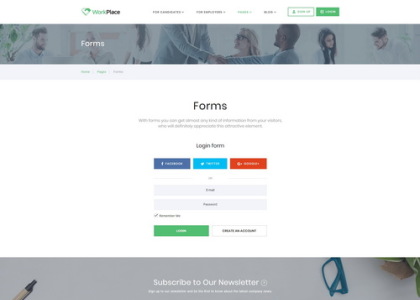 WorkPlace
FOR CANDIDATES
FOR EMPLOYERS
PAGES
BLOG
SIGN IN
LOGIN
Forms
Home
Pages
Forms
Forms
With forms you can get almost any kind of information from your visitors,
who will definitely appreciate this attractive element.
Login Form
FACEBOOK
TWITTER
GOOGLE+
or
Email
Password
Remember Me
LOGIN
CREATE AN ACCOUNT
Subscribe to Our Newsletter